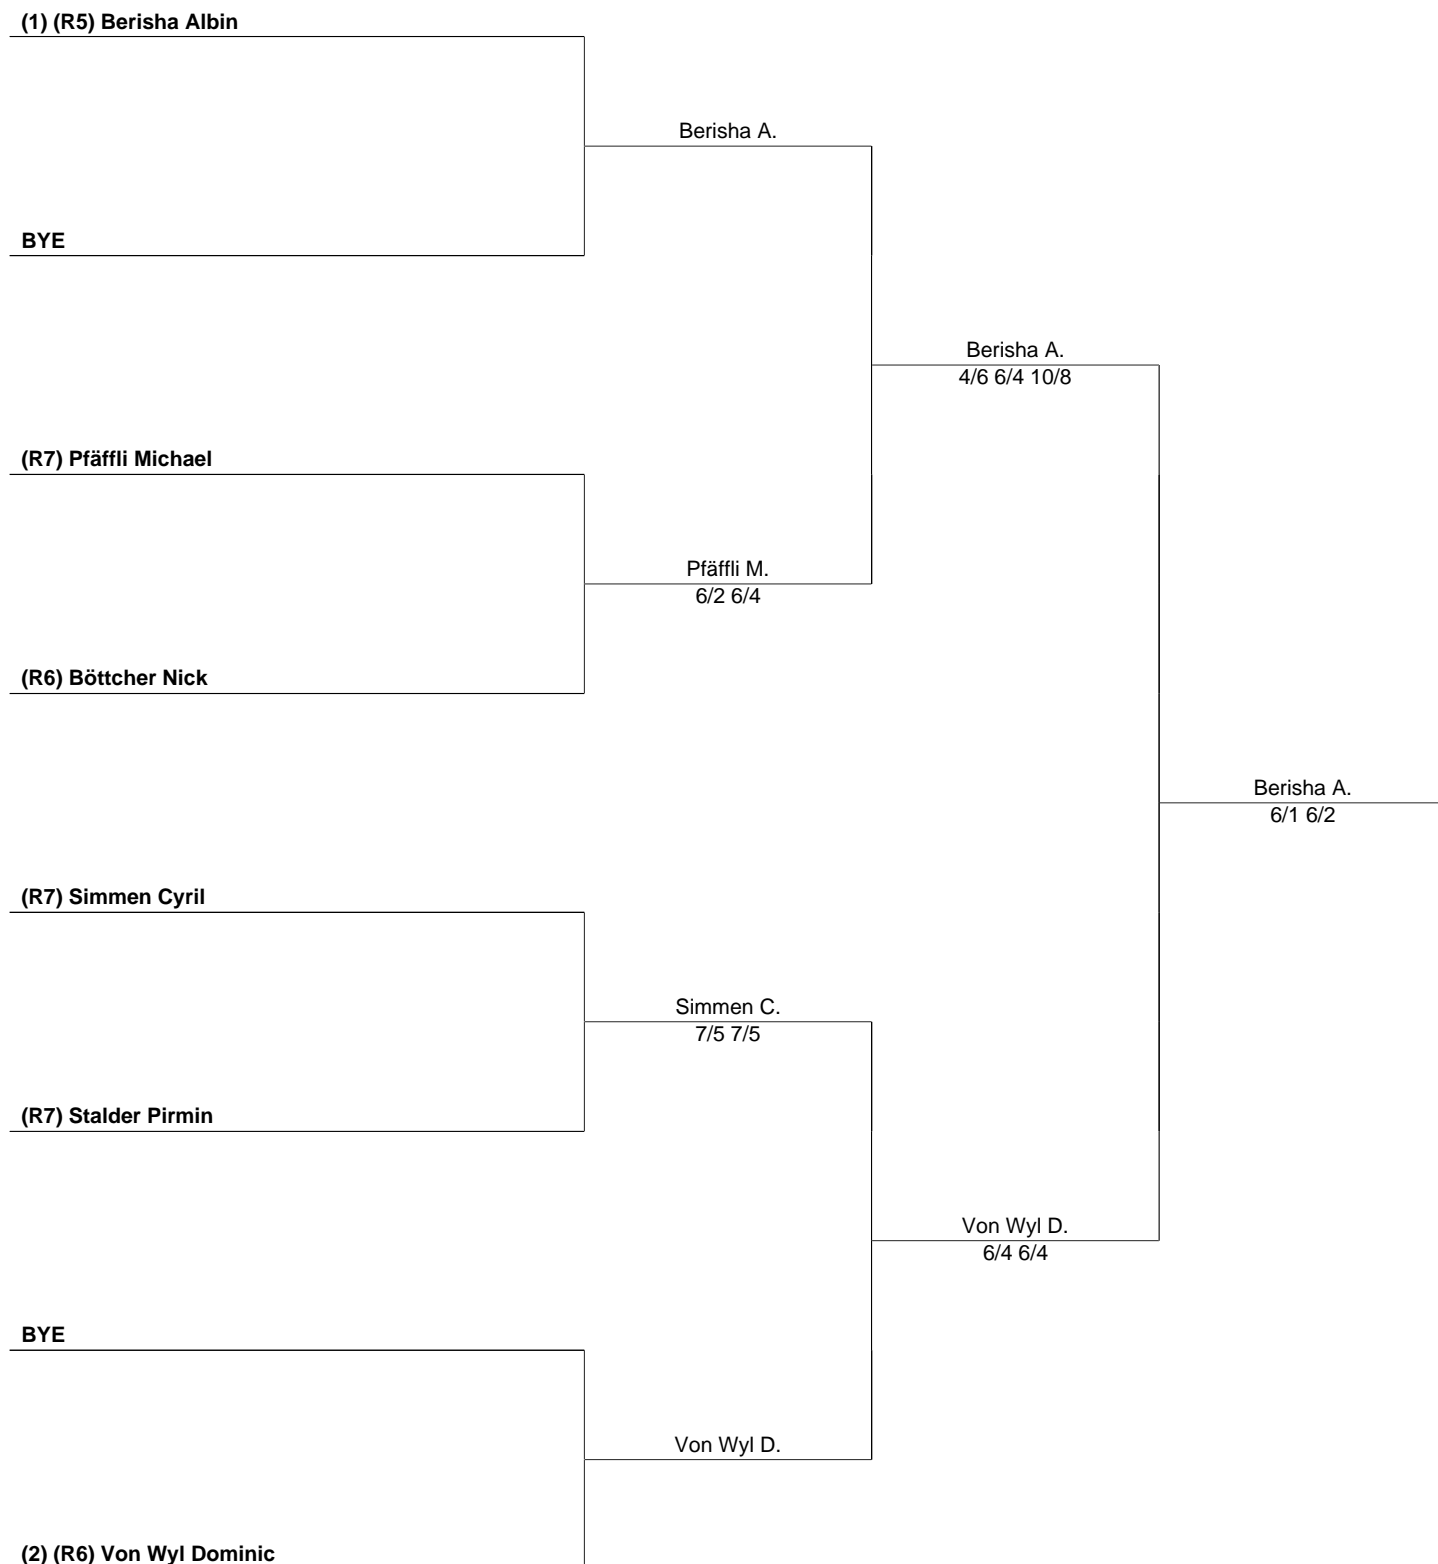 (1) (R5) Berisha Albin
Berisha A.
BYE
Berisha A.
4/6 6/4 10/8
(R7) Pfäffli Michael
Pfäffli M.
6/2 6/4
(R6) Böttcher Nick
Berisha A.
6/1 6/2
(R7) Simmen Cyril
Simmen C.
7/5 7/5
(R7) Stalder Pirmin
Von Wyl D.
6/4 6/4
BYE
Von Wyl D.
(2) (R6) Von Wyl Dominic